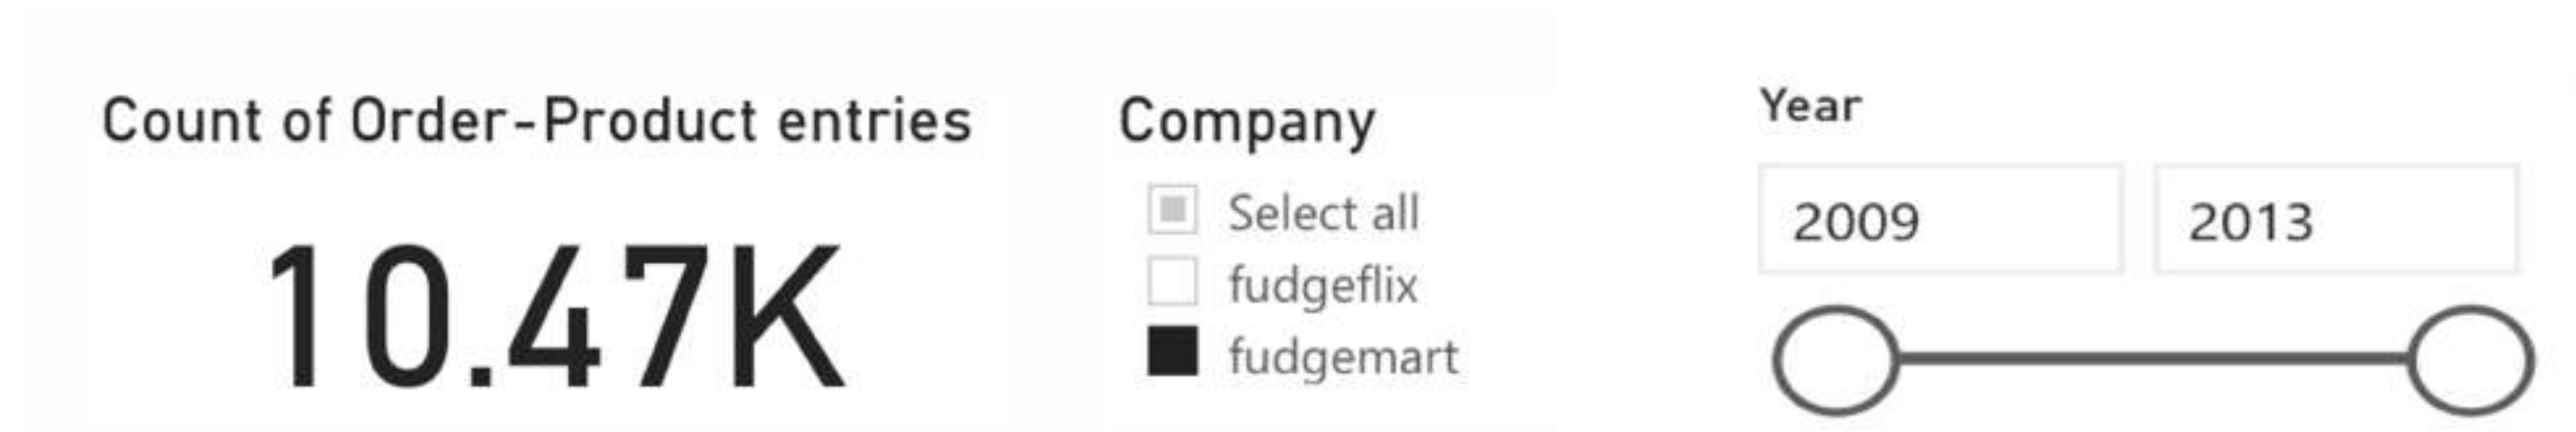 Count of Order-Product entries
10.47K
Company
Select all
fudgeflix
fudgemart
Year
2009
2013